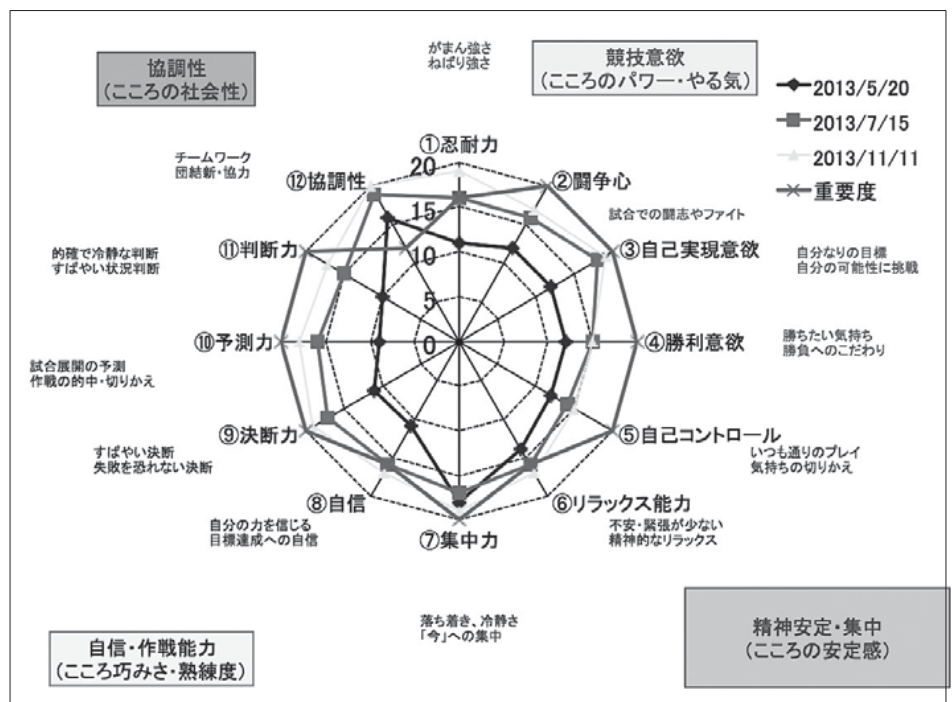 協調性
(こころの社会性)
がまん強さ
ねばり強さ
競技意欲
(こころのパワー・やる気)
2013/5/20
2013/7/15
2013/11/11
重要度
①忍耐力
20
15
10
5
0
②闘争心
試合での闘志やファイト
③自己実現意欲
自分なりの目標
自分の可能性に挑戦
④勝利意欲
勝ちたい気持ち
勝負へのこだわり
⑤自己コントロール
いつも通りのプレイ
気持ちの切りかえ
⑥リラックス能力
不安・緊張が少ない
精神的なリラックス
⑦集中力
落ち着き、冷静さ
「今」への集中
⑧自信
自分の力を信じる
目標達成への自信
⑨決断力
すばやい決断
失敗を恐れない決断
⑩予測力
試合展開の予測
作戦の的中・切りかえ
⑪判断力
的確で冷静な判断
すばやい状況判断
⑫協調性
チームワーク
団結新・協力
自信・作戦能力
(こころ巧みさ・熟練度)
精神安定・集中
(こころの安定感)